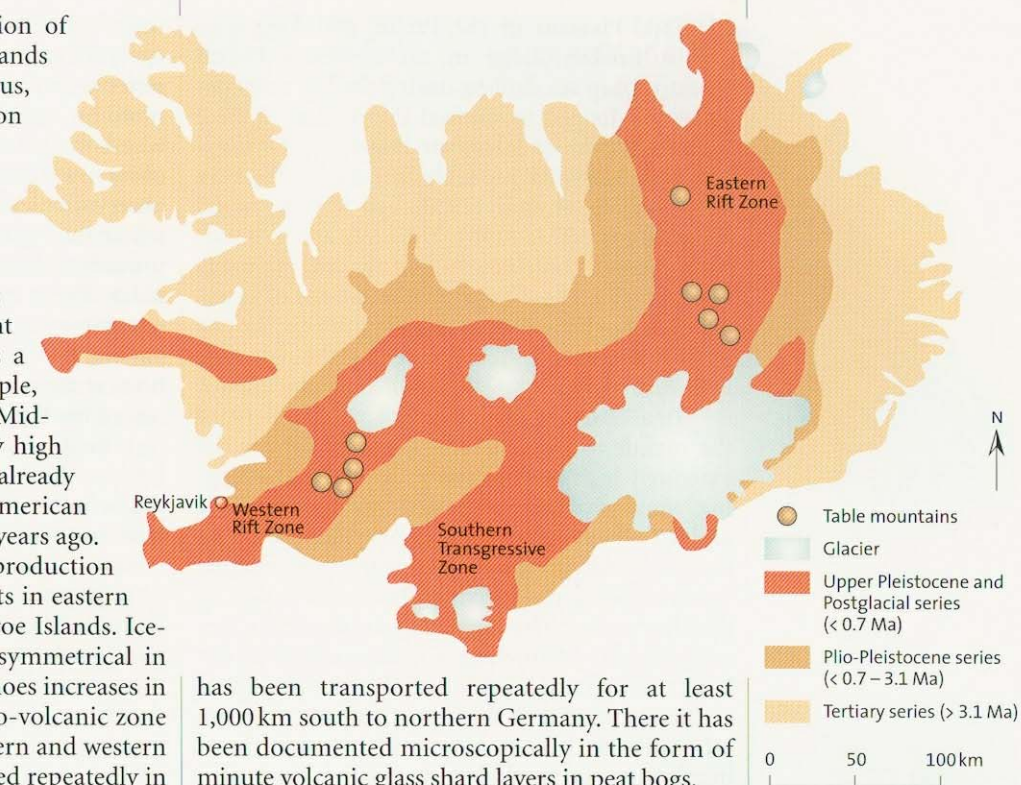 ion of
ands
us,
on
at
a
ple,
Mid-
high
already
merican
years ago.
production
ts in eastern
oe Islands. Ice-
symmetrical in
oes increases in
o-volcanic zone
ern and western
ed repeatedly in
Eastern
Rift Zone
Reykjavik
Western
Rift Zone
Southern
Transgressive
Zone
N
Table mountains
Glacier
Upper Pleistocene and
Postglacial series
(< 0.7 Ma)
Plio-Pleistocene series
(< 0.7 – 3.1 Ma)
Tertiary series (> 3.1 Ma)
0 50 100 km
has been transported repeatedly for at least
1,000 km south to northern Germany. There it has
been documented microscopically in the form of
minute volcanic glass shard layers in peat bogs.